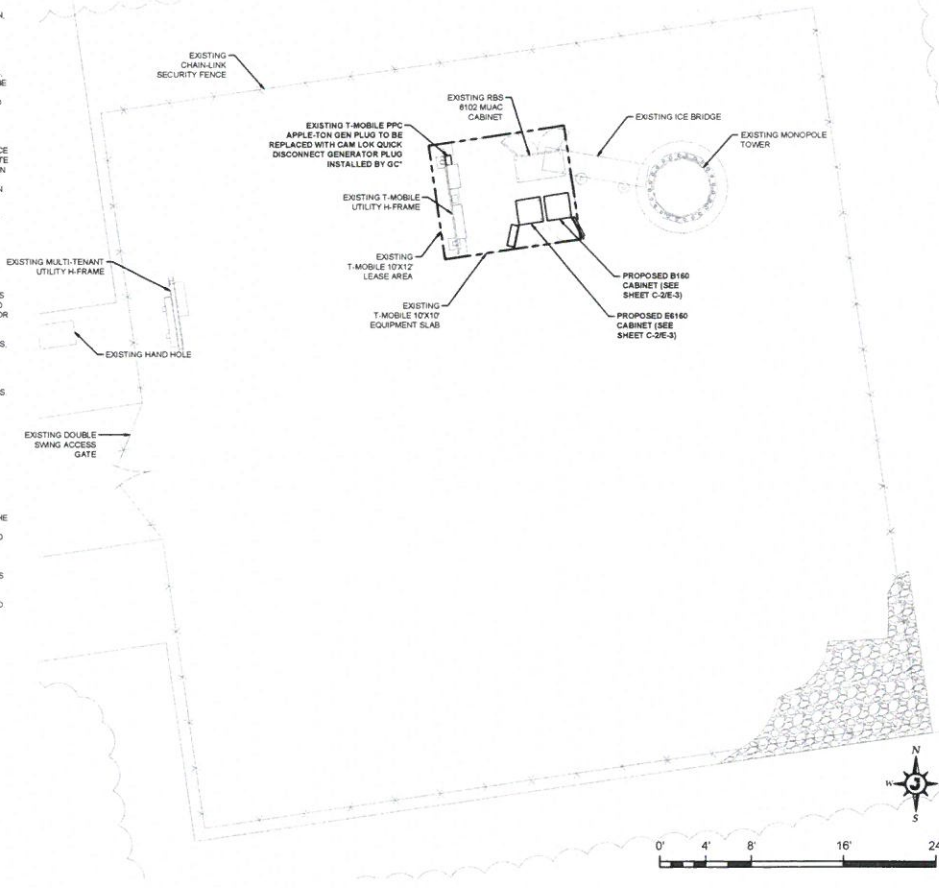 EXISTING
CHAIN-LINK
SECURITY FENCE
EXISTING RBS
6102 MUAC
CABINET
EXISTING ICE BRIDGE
EXISTING MONOPOLE
TOWER
EXISTING T-MOBILE PPC
APPLE-TON GEN PLUG TO BE
REPLACED WITH CAM LOK QUICK
DISCONNECT GENERATOR PLUG
INSTALLED BY GC*
EXISTING T-MOBILE
UTILITY H-FRAME
EXISTING
T-MOBILE 10'X12'
LEASE AREA
EXISTING
T-MOBILE 10'X10'
EQUIPMENT SLAB
PROPOSED B160
CABINET (SEE
SHEET C-2/E-3)
PROPOSED E6160
CABINET (SEE
SHEET C-2/E-3)
EXISTING MULTI-TENANT
UTILITY H-FRAME
EXISTING HAND HOLE
EXISTING DOUBLE
SWING ACCESS
GATE
N
W J
S
0' 4' 8' 16' 24